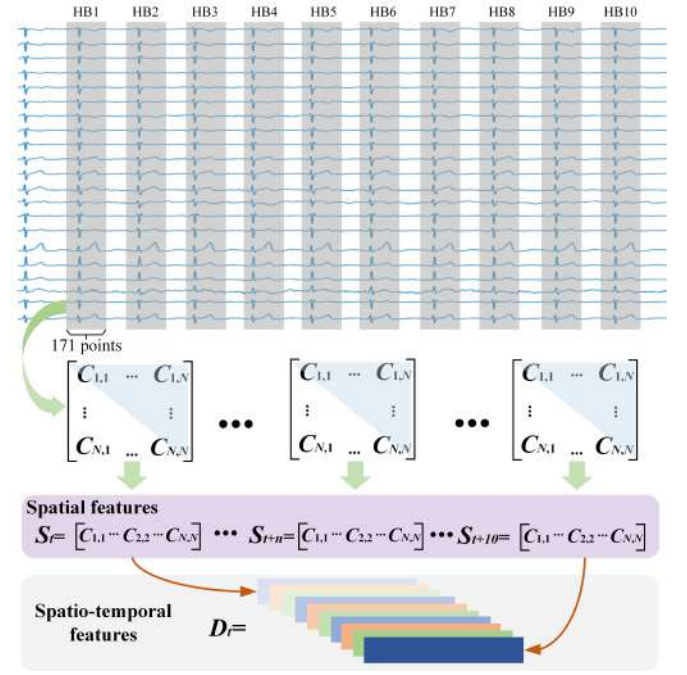 HB1 HB2 HB3 HB4 HB5 HB6 HB7 HB8 HB9 HB10
171 points
[C1,1 ... C1,N] [C1,1 ... C1,N] [C1,1 ... C1,N]
⋮ ⋮ ••• ⋮ ⋮ ••• ⋮ ⋮
[CN,1 ... CN,N] [CN,1 ... CN,N] [CN,1 ... CN,N]
Spatial features
St= [C1,1 ··· C2,2 ··· CN,N] ••• St+n= [C1,1 ··· C2,2 ··· CN,N] ••• St+10= [C1,1 ··· C2,2 ··· CN,N]
Spatio-temporal
features
Dt=